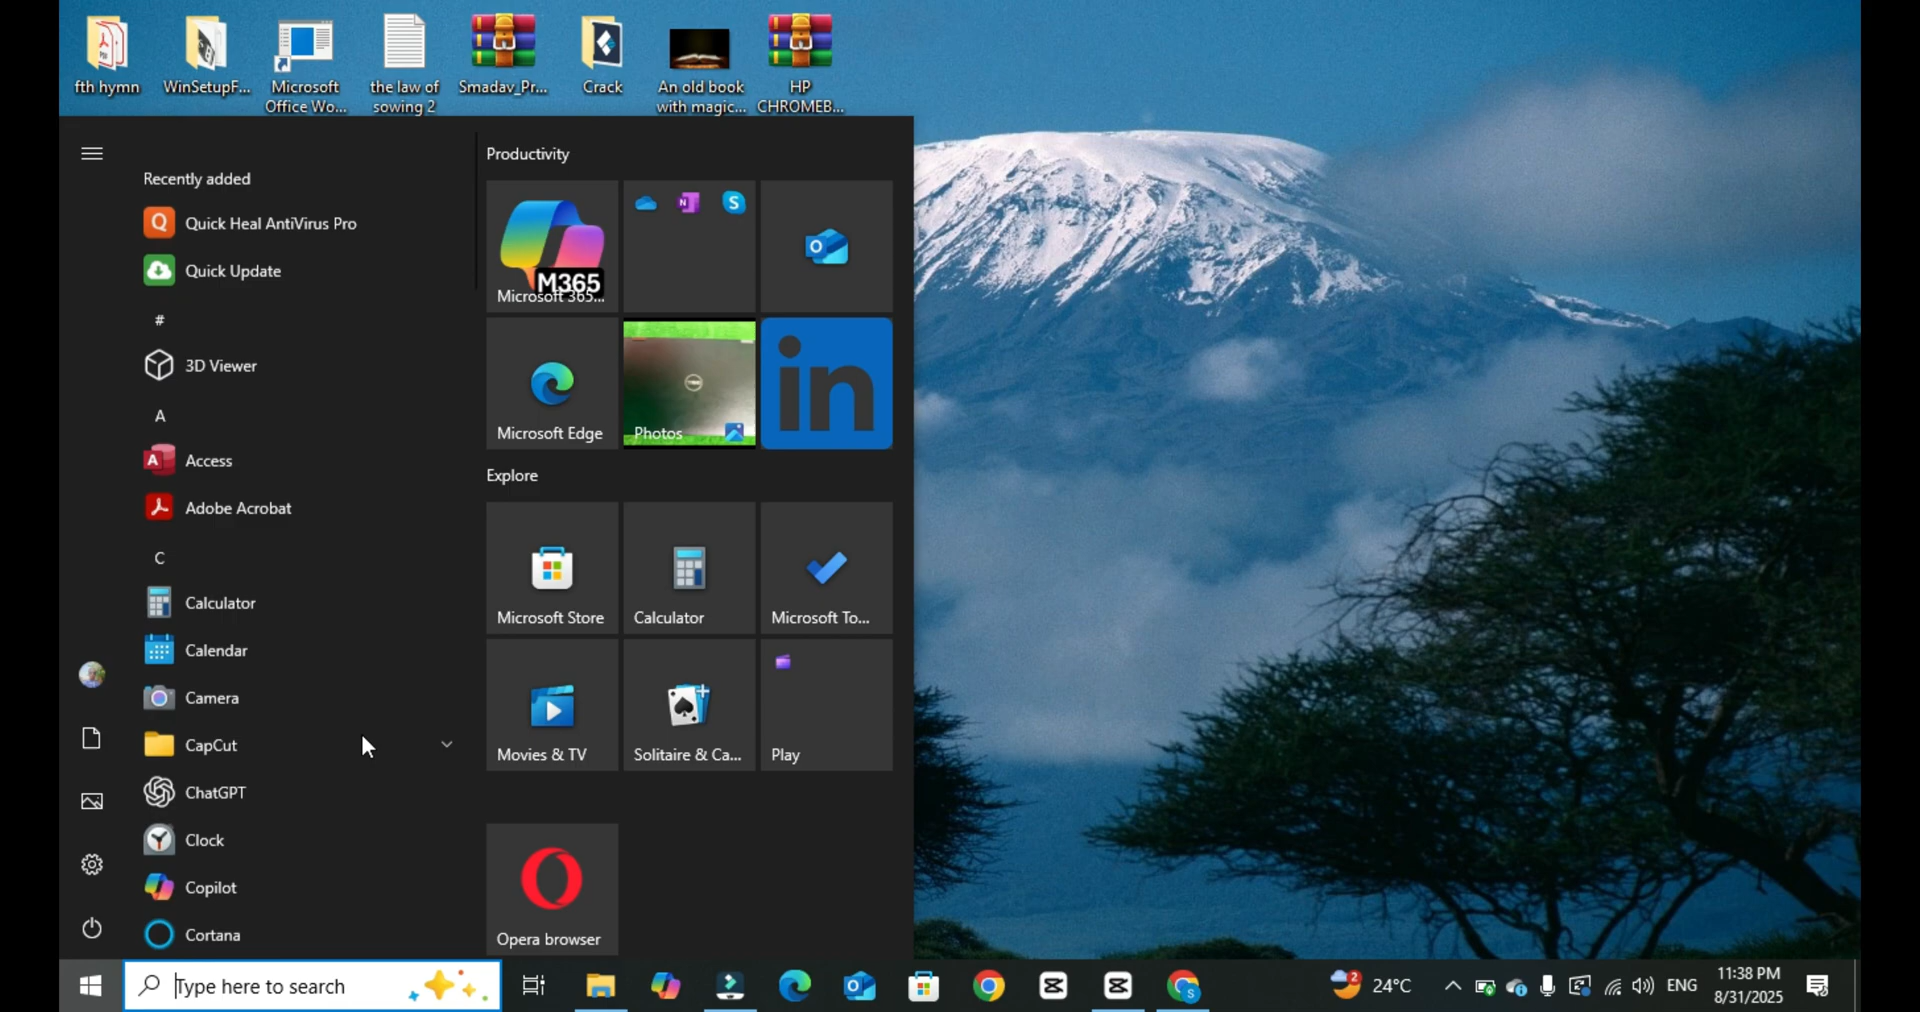 fth hymn
WinSetupF...
Microsoft
Office Wo...
the law of
sowing 2
Smadav_Pr...
Crack
An old book
with magic...
HP
CHROMEB...
Recently added
Quick Heal AntiVirus Pro
Quick Update
#
3D Viewer
A
Access
Adobe Acrobat
C
Calculator
Calendar
Camera
CapCut
ChatGPT
Clock
Copilot
Cortana
Productivity
M365
Microsoft 365...
Microsoft Edge
Photos
in
Explore
Microsoft Store
Calculator
Microsoft To...
Movies & TV
Solitaire & Ca...
Play
Opera browser
Type here to search
2
24°C
ENG
11:38 PM
8/31/2025